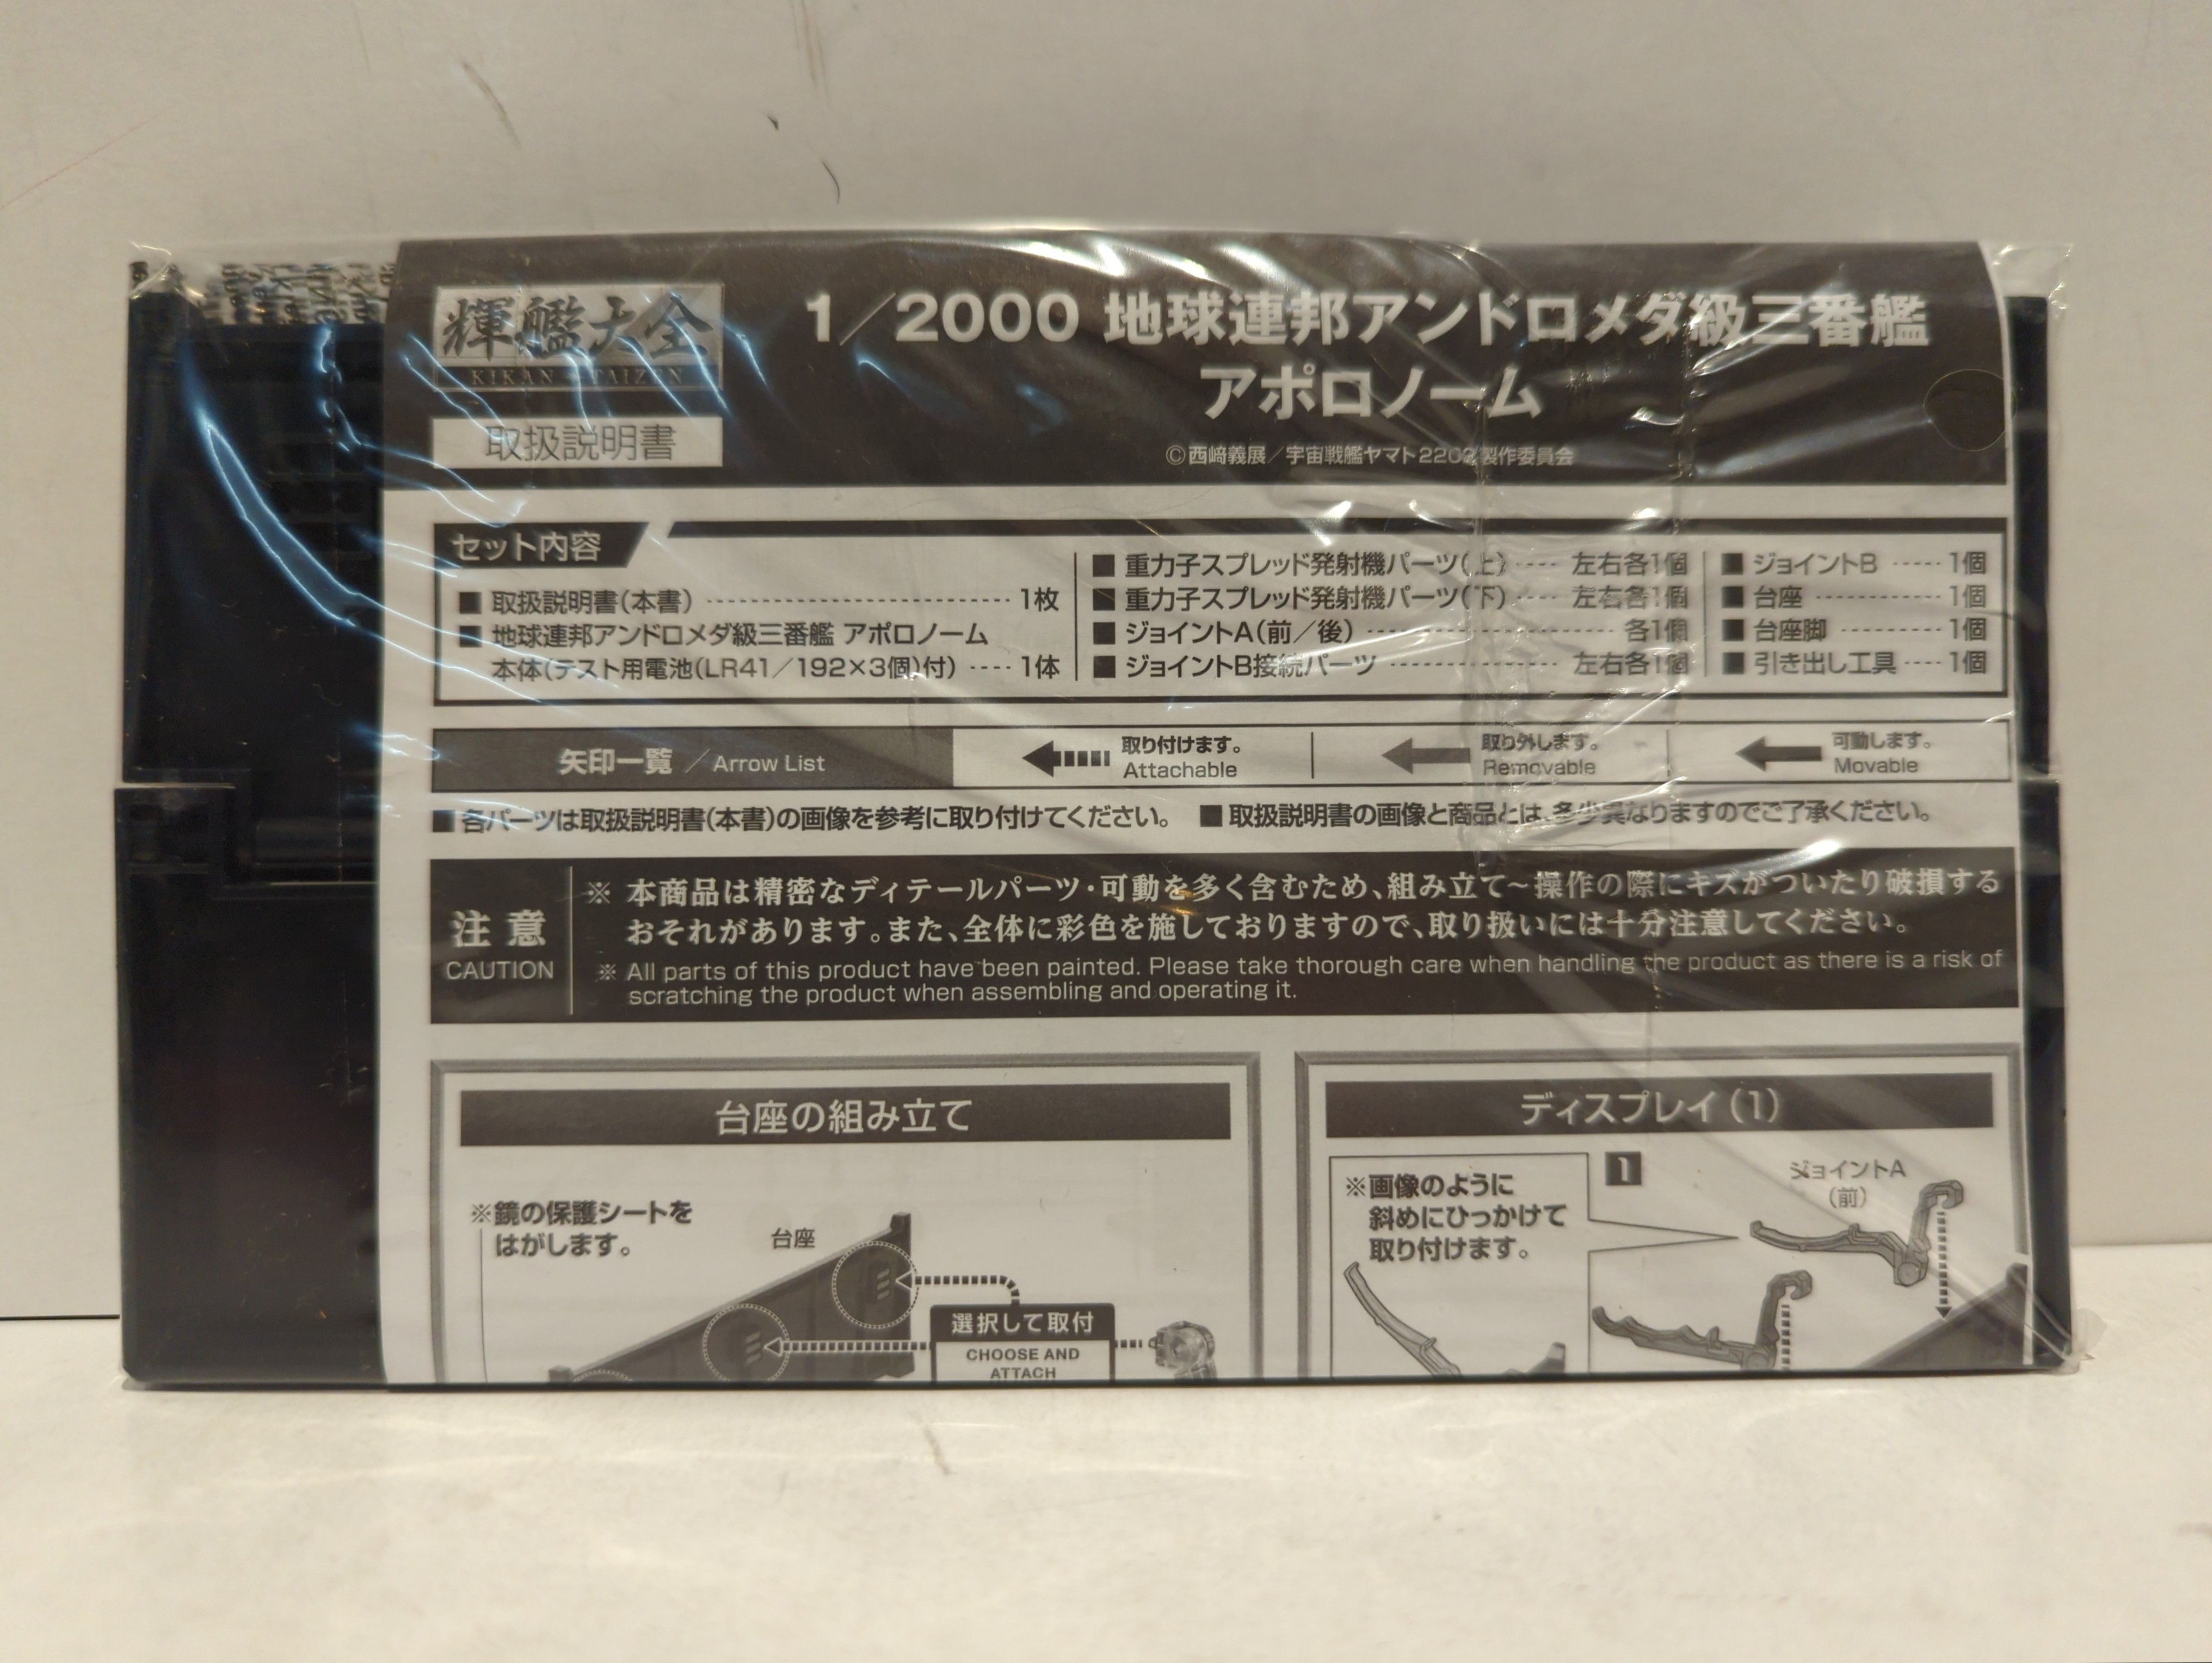 輝艦大全
KIKAN TAIZEN
取扱説明書
1／2000 地球連邦アンドロメダ級三番艦
アポロノーム
©西﨑義展／宇宙戦艦ヤマト2202製作委員会
セット内容
■ 取扱説明書(本書) 1枚
■ 地球連邦アンドロメダ級三番艦 アポロノーム
本体(テスト用電池(LR41／192×3個)付) 1体
■ 重力子スプレッド発射機パーツ(上) 左右各1個
■ 重力子スプレッド発射機パーツ(下) 左右各1個
■ ジョイントA(前／後) 各1個
■ ジョイントB接続パーツ 左右各1個
■ ジョイントB 1個
■ 台座 1個
■ 台座脚 1個
■ 引き出し工具 1個
矢印一覧 ／ Arrow List
取り付けます。
Attachable
取り外します。
Removable
可動します。
Movable
■各パーツは取扱説明書(本書)の画像を参考に取り付けてください。 ■取扱説明書の画像と商品とは、多少異なりますのでご了承ください。
注意
CAUTION
※ 本商品は精密なディテールパーツ・可動を多く含むため、組み立て〜操作の際にキズがついたり破損する
おそれがあります。また、全体に彩色を施しておりますので、取り扱いには十分注意してください。
※ All parts of this product have been painted. Please take thorough care when handling the product as there is a risk of
scratching the product when assembling and operating it.
台座の組み立て
※鏡の保護シートを
はがします。
台座
選択して取付
CHOOSE AND
ATTACH
ディスプレイ(1)
※画像のように
斜めにひっかけて
取り付けます。
1
ジョイントA
(前)